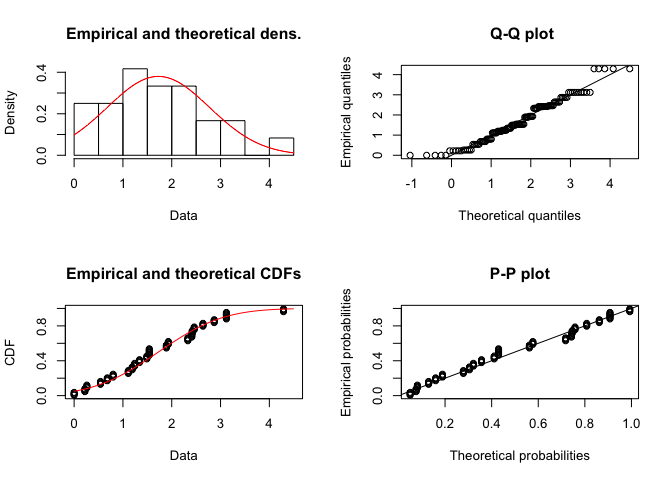 Empirical and theoretical dens.
Density
0.0 0.2 0.4
0 1 2 3 4
Data
Q-Q plot
Empirical quantiles
0 1 2 3 4
-1 0 1 2 3 4
Theoretical quantiles
Empirical and theoretical CDFs
CDF
0.0 0.4 0.8
0 1 2 3 4
Data
P-P plot
Empirical probabilities
0.0 0.4 0.8
0.2 0.4 0.6 0.8 1.0
Theoretical probabilities